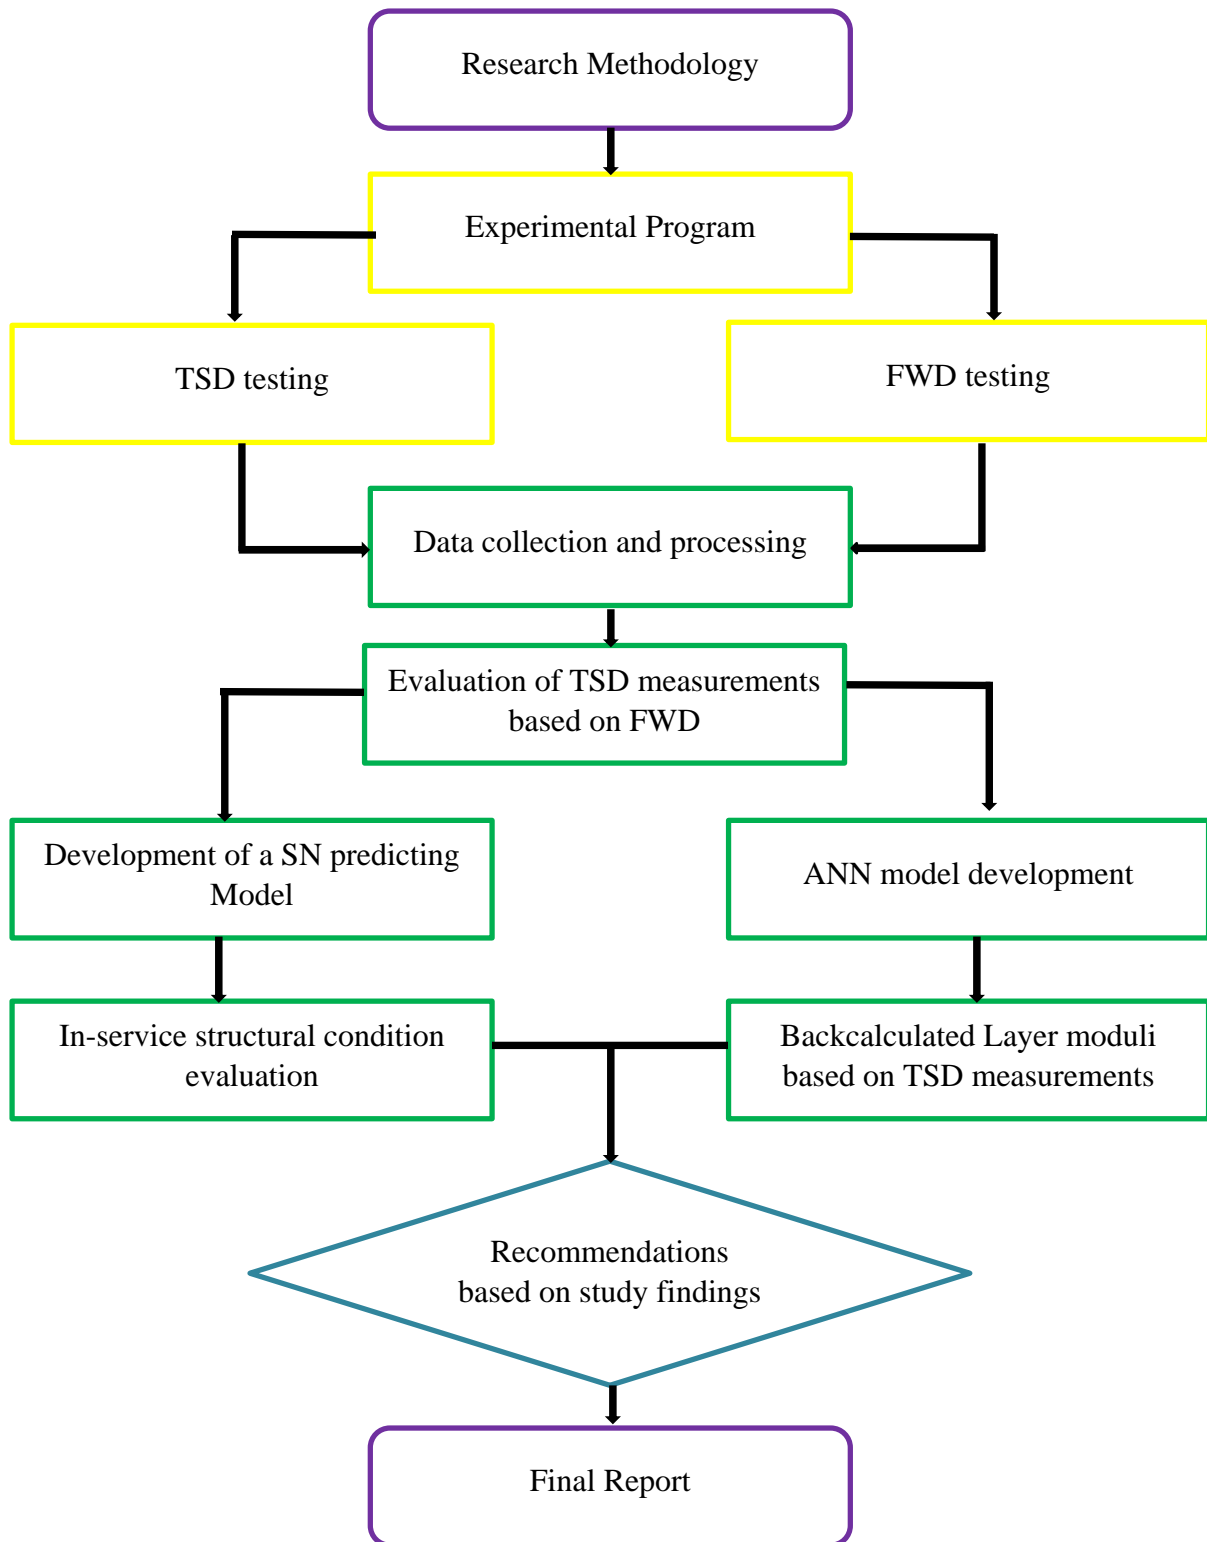 Research Methodology
Experimental Program
TSD testing
FWD testing
Data collection and processing
Evaluation of TSD measurements
based on FWD
Development of a SN predicting
Model
ANN model development
In-service structural condition
evaluation
Backcalculated Layer moduli
based on TSD measurements
Recommendations
based on study findings
Final Report